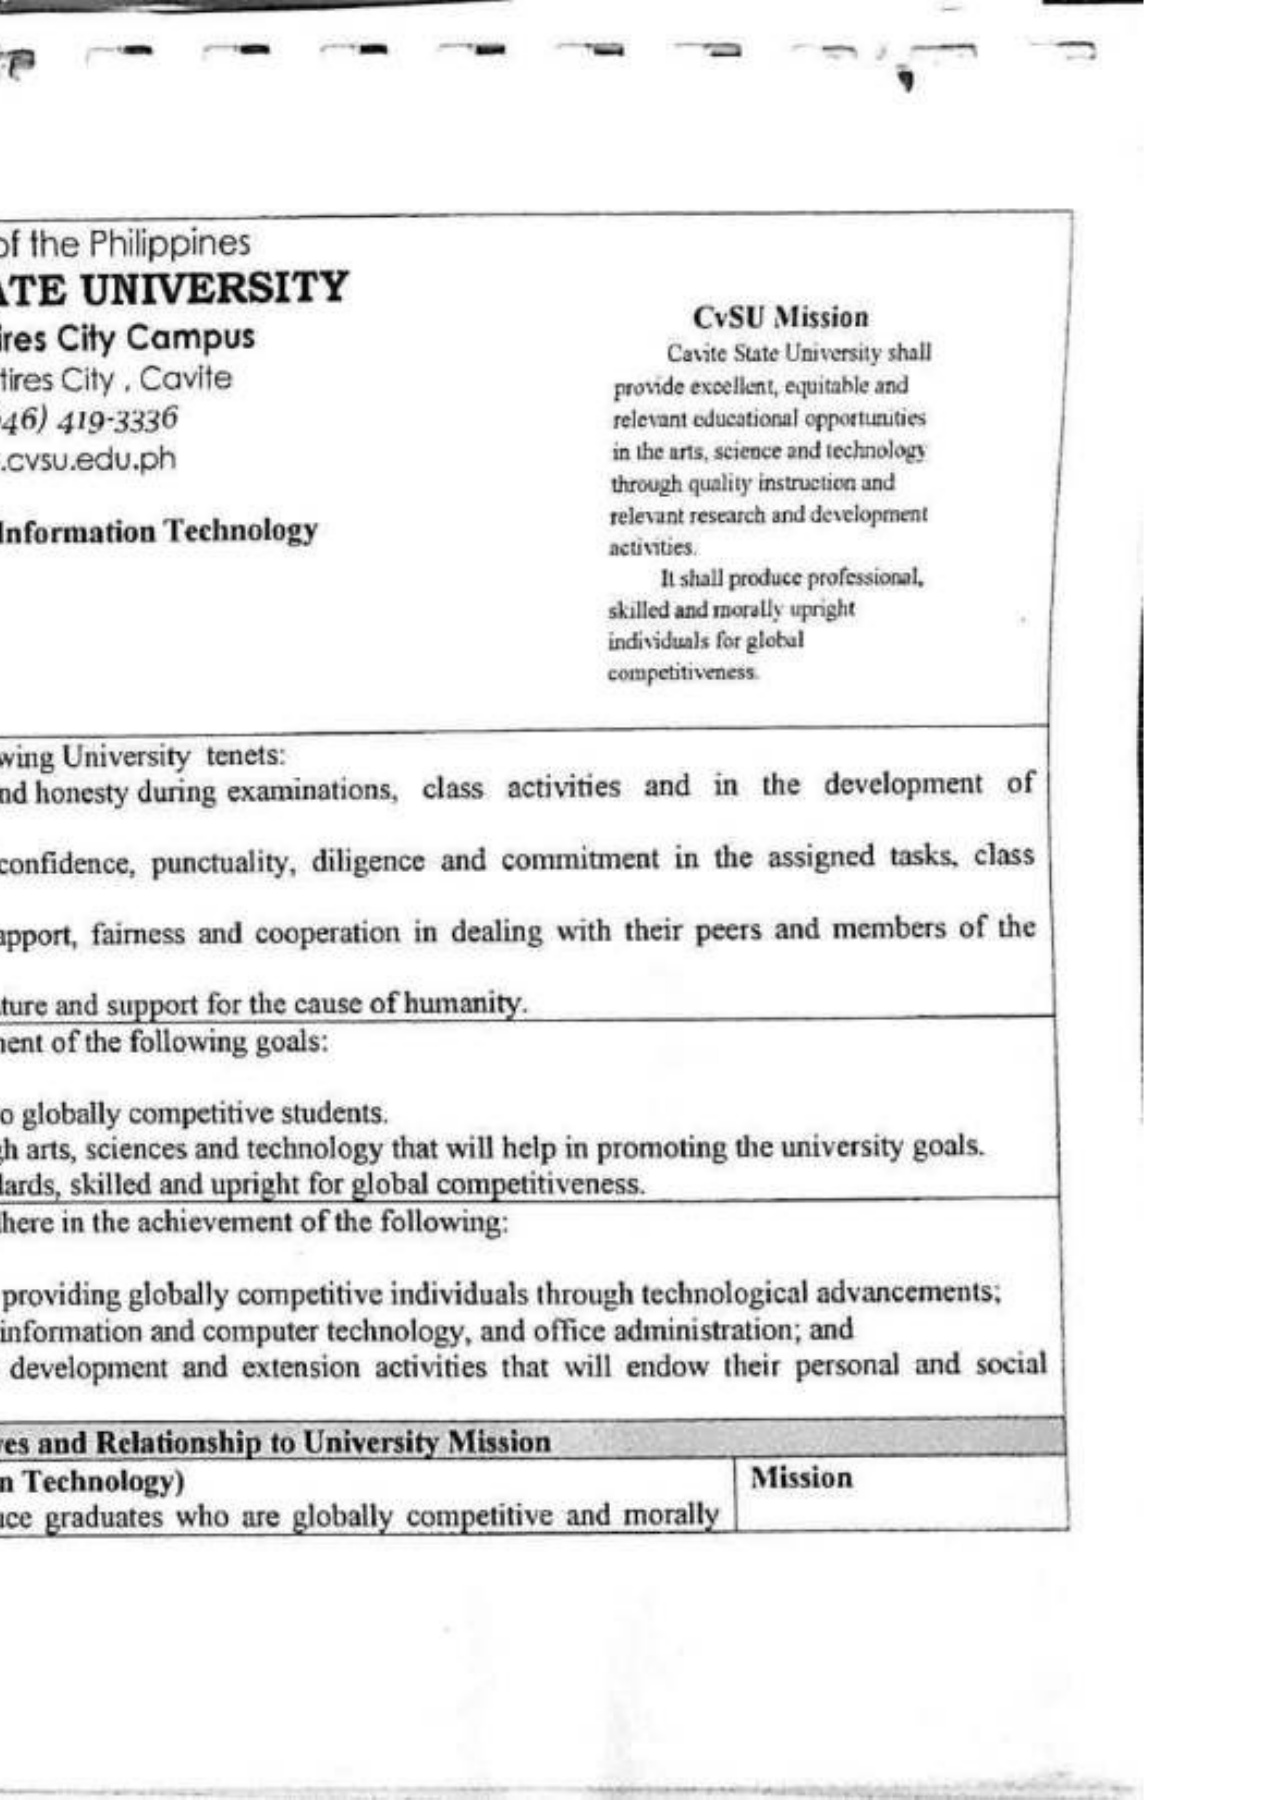 of the Philippines
ATE UNIVERSITY
ires City Campus
tires City , Cavite
46) 419-3336
.cvsu.edu.ph
Information Technology
CvSU Mission
Cavite State University shall
provide excellent, equitable and
relevant educational opportunities
in the arts, science and technology
through quality instruction and
relevant research and development
activities.
It shall produce professional,
skilled and morally upright
individuals for global
competitiveness.
wing University tenets:
nd honesty during examinations, class activities and in the development of
confidence, punctuality, diligence and commitment in the assigned tasks, class
apport, fairness and cooperation in dealing with their peers and members of the
ture and support for the cause of humanity.
nent of the following goals:
o globally competitive students.
gh arts, sciences and technology that will help in promoting the university goals.
lards, skilled and upright for global competitiveness.
here in the achievement of the following:
providing globally competitive individuals through technological advancements;
information and computer technology, and office administration; and
development and extension activities that will endow their personal and social
es and Relationship to University Mission
n Technology)
Mission
uce graduates who are globally competitive and morally